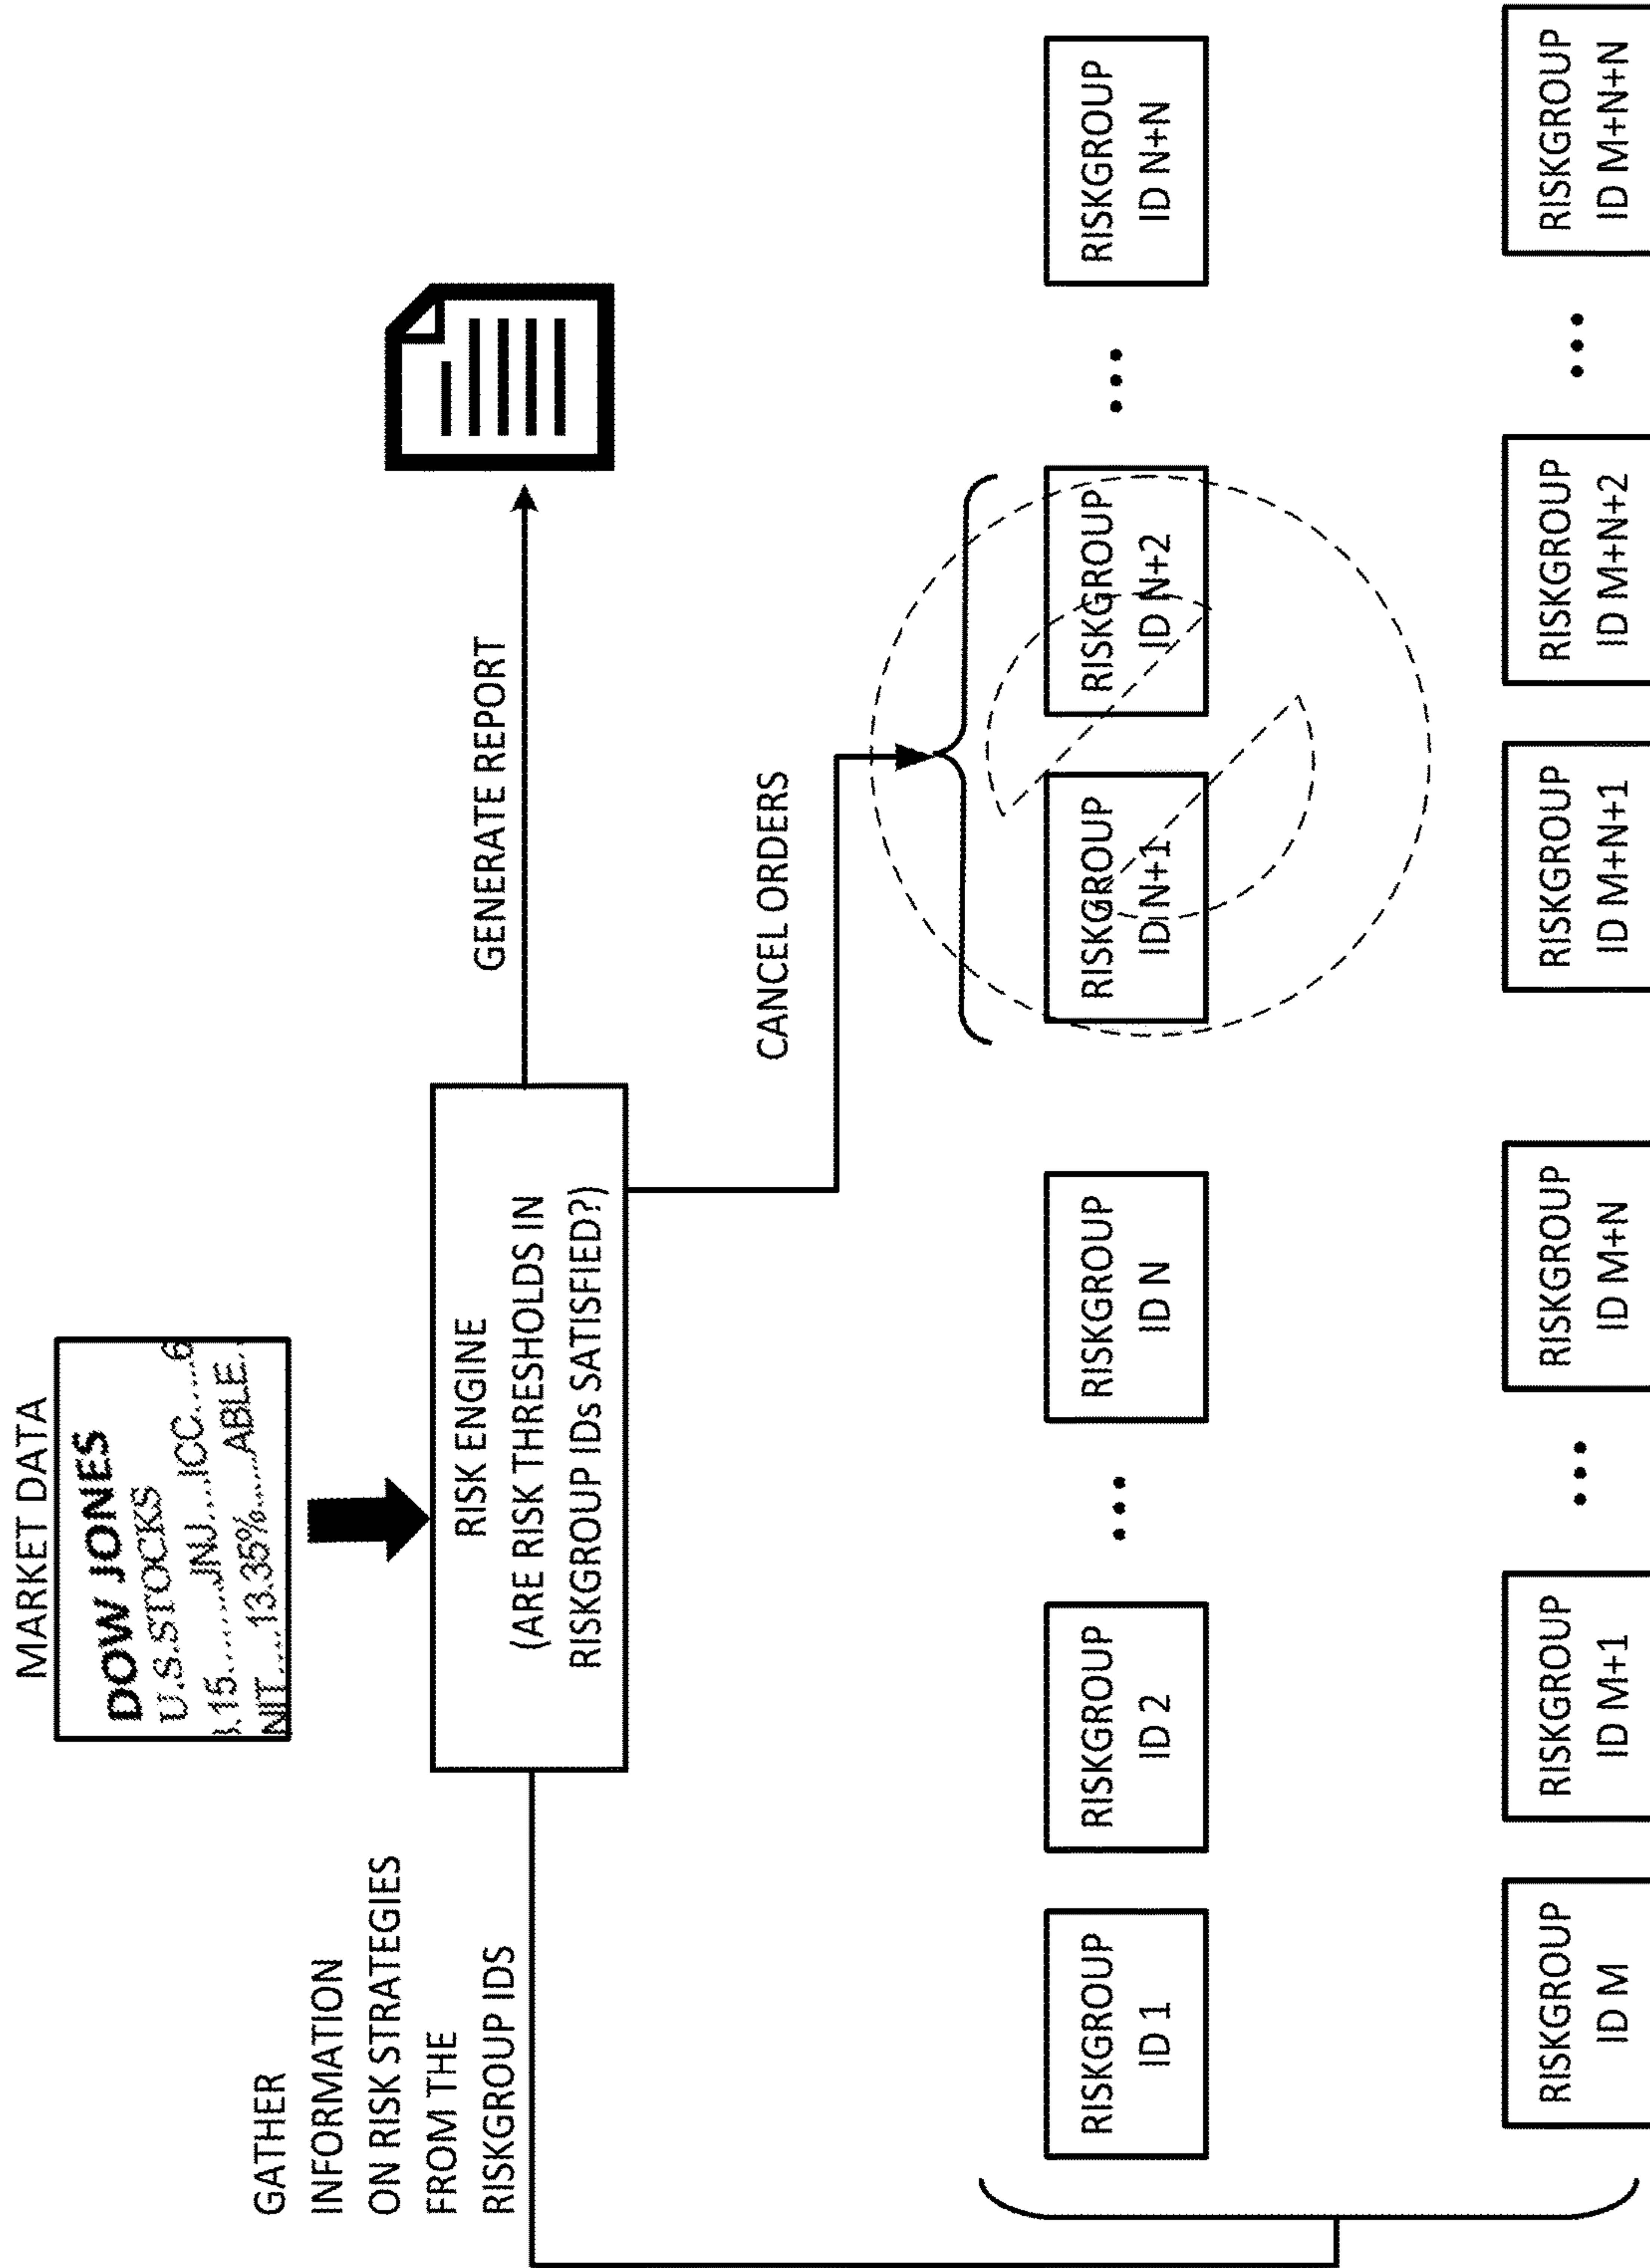 MARKET DATA
DOW JONES
U.S.STOCKS
.15.........JNJ....ICC......6
NIT.....13.35%......ABLE.
GATHER
INFORMATION
ON RISK STRATEGIES
FROM THE
RISKGROUP IDS
RISK ENGINE
(ARE RISK THRESHOLDS IN
RISKGROUP IDs SATISFIED?)
GENERATE REPORT
CANCEL ORDERS
RISKGROUP
ID 1
RISKGROUP
ID 2
...
RISKGROUP
ID N
RISKGROUP
ID N+1
RISKGROUP
ID N+2
...
RISKGROUP
ID N+N
RISKGROUP
ID M
RISKGROUP
ID M+1
...
RISKGROUP
ID M+N
RISKGROUP
ID M+N+1
RISKGROUP
ID M+N+2
...
RISKGROUP
ID M+N+N